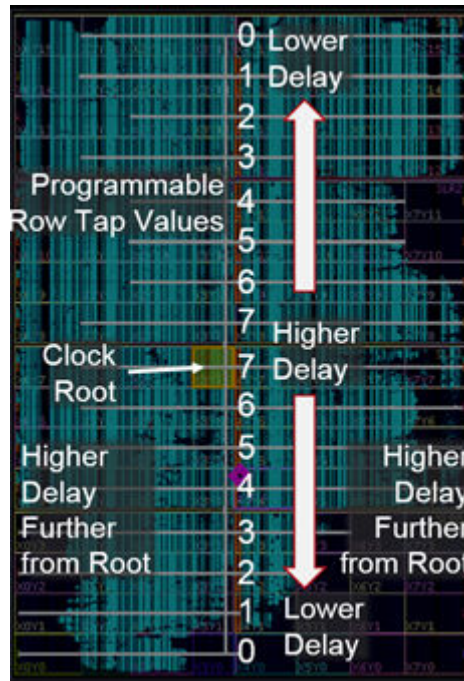 0
Lower
Delay
1
2
3
Programmable
Row Tap Values
4
5
6
7
Higher
Delay
Clock
Root
7
6
5
Higher
Delay
4
Higher
Delay
Further
from Root
3
Further
from Root
2
1
Lower
Delay
0